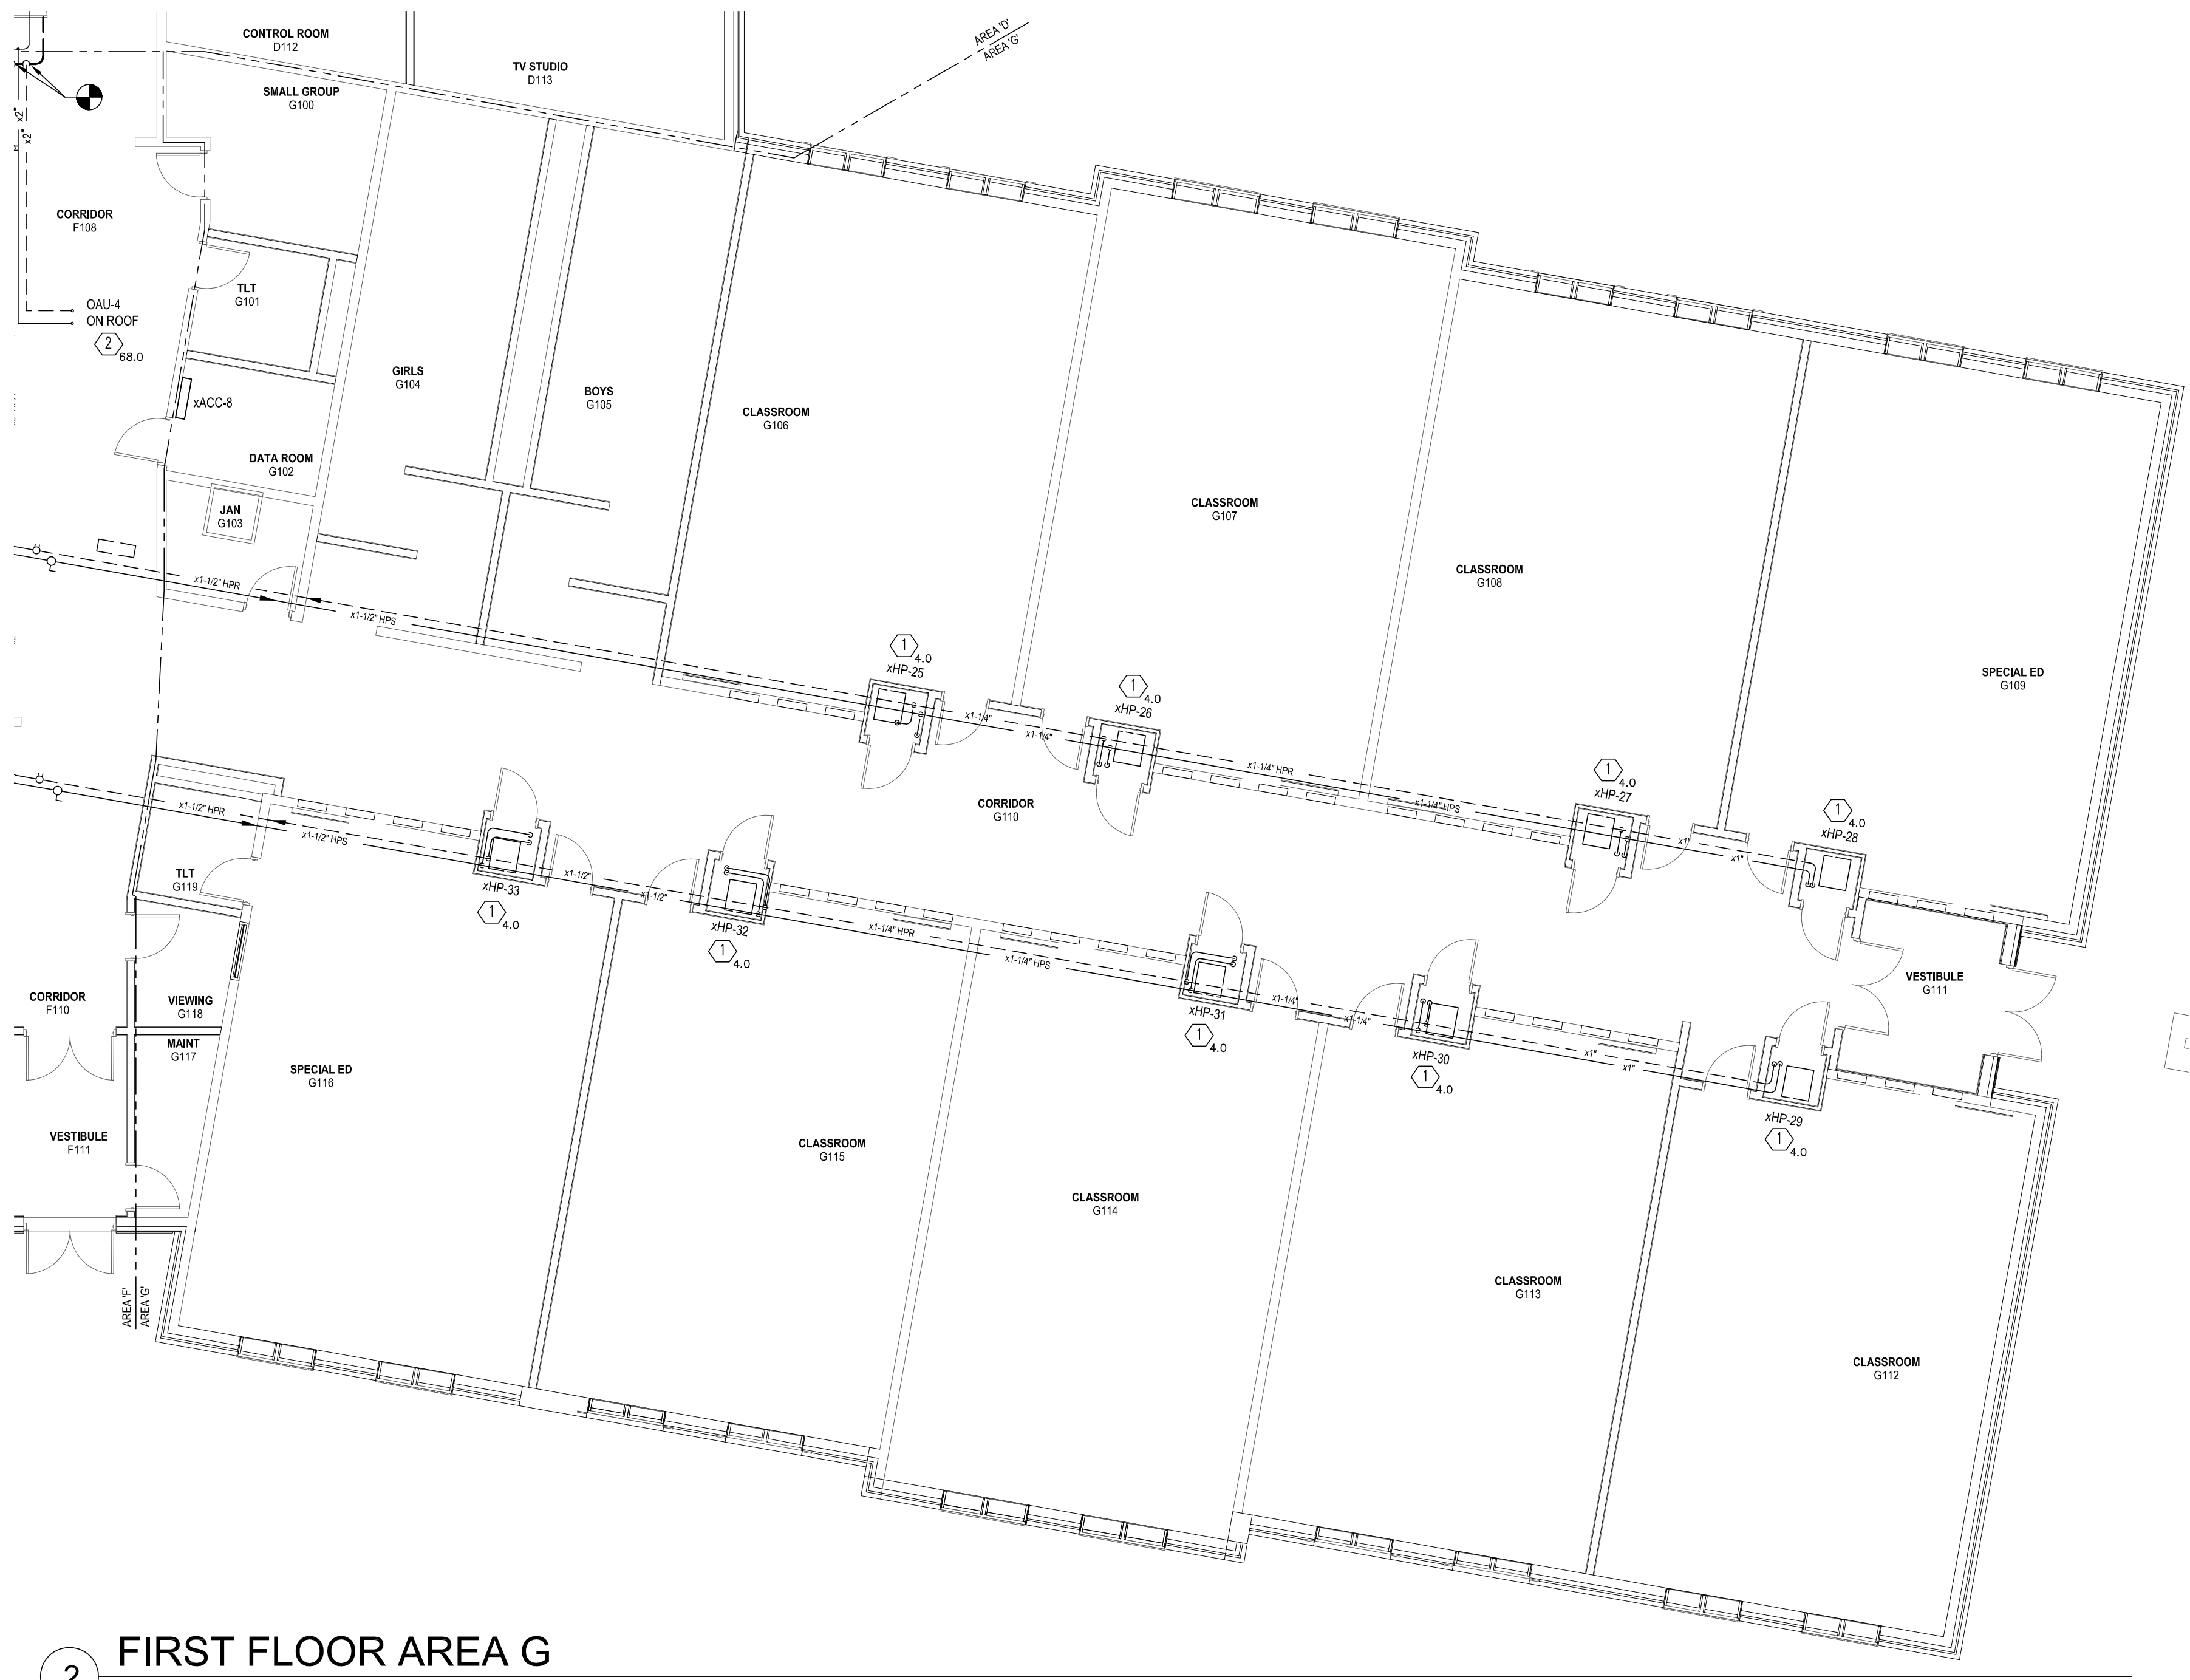 CONTROL ROOM
D112
TV STUDIO
D113
AREA 'D'
AREA 'G'
SMALL GROUP
G100
x2"
x2"
CORRIDOR
F108
TLT
G101
OAU-4
ON ROOF
2
68.0
xACC-8
DATA ROOM
G102
JAN
G103
GIRLS
G104
BOYS
G105
CLASSROOM
G106
CLASSROOM
G107
CLASSROOM
G108
SPECIAL ED
G109
x1-1/2" HPR
x1-1/2" HPS
1
4.0
xHP-25
x1-1/4"
x1-1/4"
1
4.0
xHP-26
x1-1/4" HPR
x1-1/4" HPS
1
4.0
xHP-27
x1"
x1"
1
4.0
xHP-28
CORRIDOR
G110
VESTIBULE
G111
x1-1/2" HPR
x1-1/2" HPS
xHP-33
1
4.0
x1-1/2"
x1-1/2"
xHP-32
1
4.0
x1-1/4" HPR
x1-1/4" HPS
xHP-31
1
4.0
x1-1/4"
x1-1/4"
xHP-30
1
4.0
x1"
x1"
xHP-29
1
4.0
TLT
G119
VIEWING
G118
MAINT
G117
CORRIDOR
F110
VESTIBULE
F111
SPECIAL ED
G116
CLASSROOM
G115
CLASSROOM
G114
CLASSROOM
G113
CLASSROOM
G112
AREA 'F'
AREA 'G'
2
FIRST FLOOR AREA G